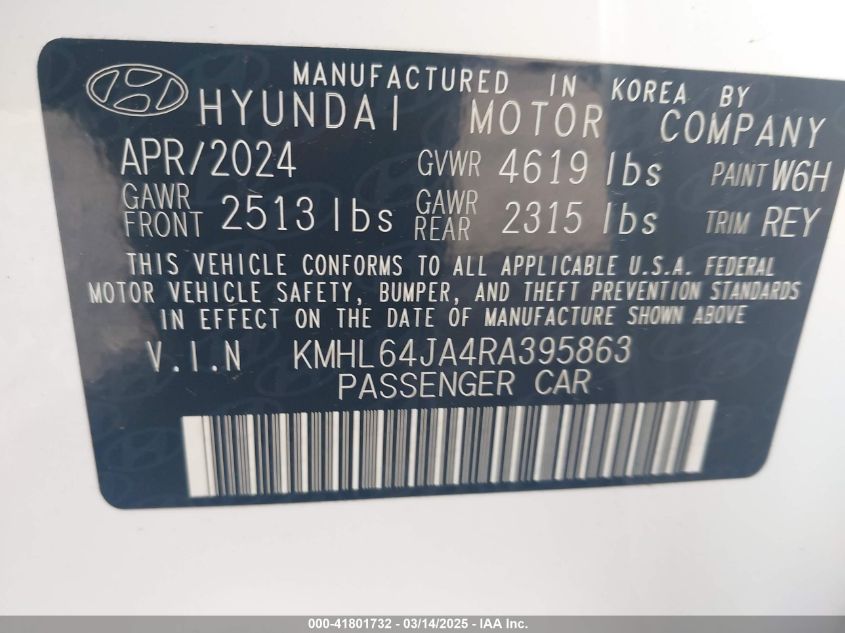 MANUFACTURED IN KOREA BY
HYUNDAI MOTOR COMPANY
APR/2024 GVWR 4619 lbs PAINT W6H
GAWR FRONT 2513 lbs GAWR REAR 2315 lbs TRIM REY
THIS VEHICLE CONFORMS TO ALL APPLICABLE U.S.A. FEDERAL
MOTOR VEHICLE SAFETY, BUMPER, AND THEFT PREVENTION STANDARDS
IN EFFECT ON THE DATE OF MANUFACTURE SHOWN ABOVE
V.I.N KMHL64JA4RA395863
PASSENGER CAR
000-41801732 - 03/14/2025 - IAA Inc.